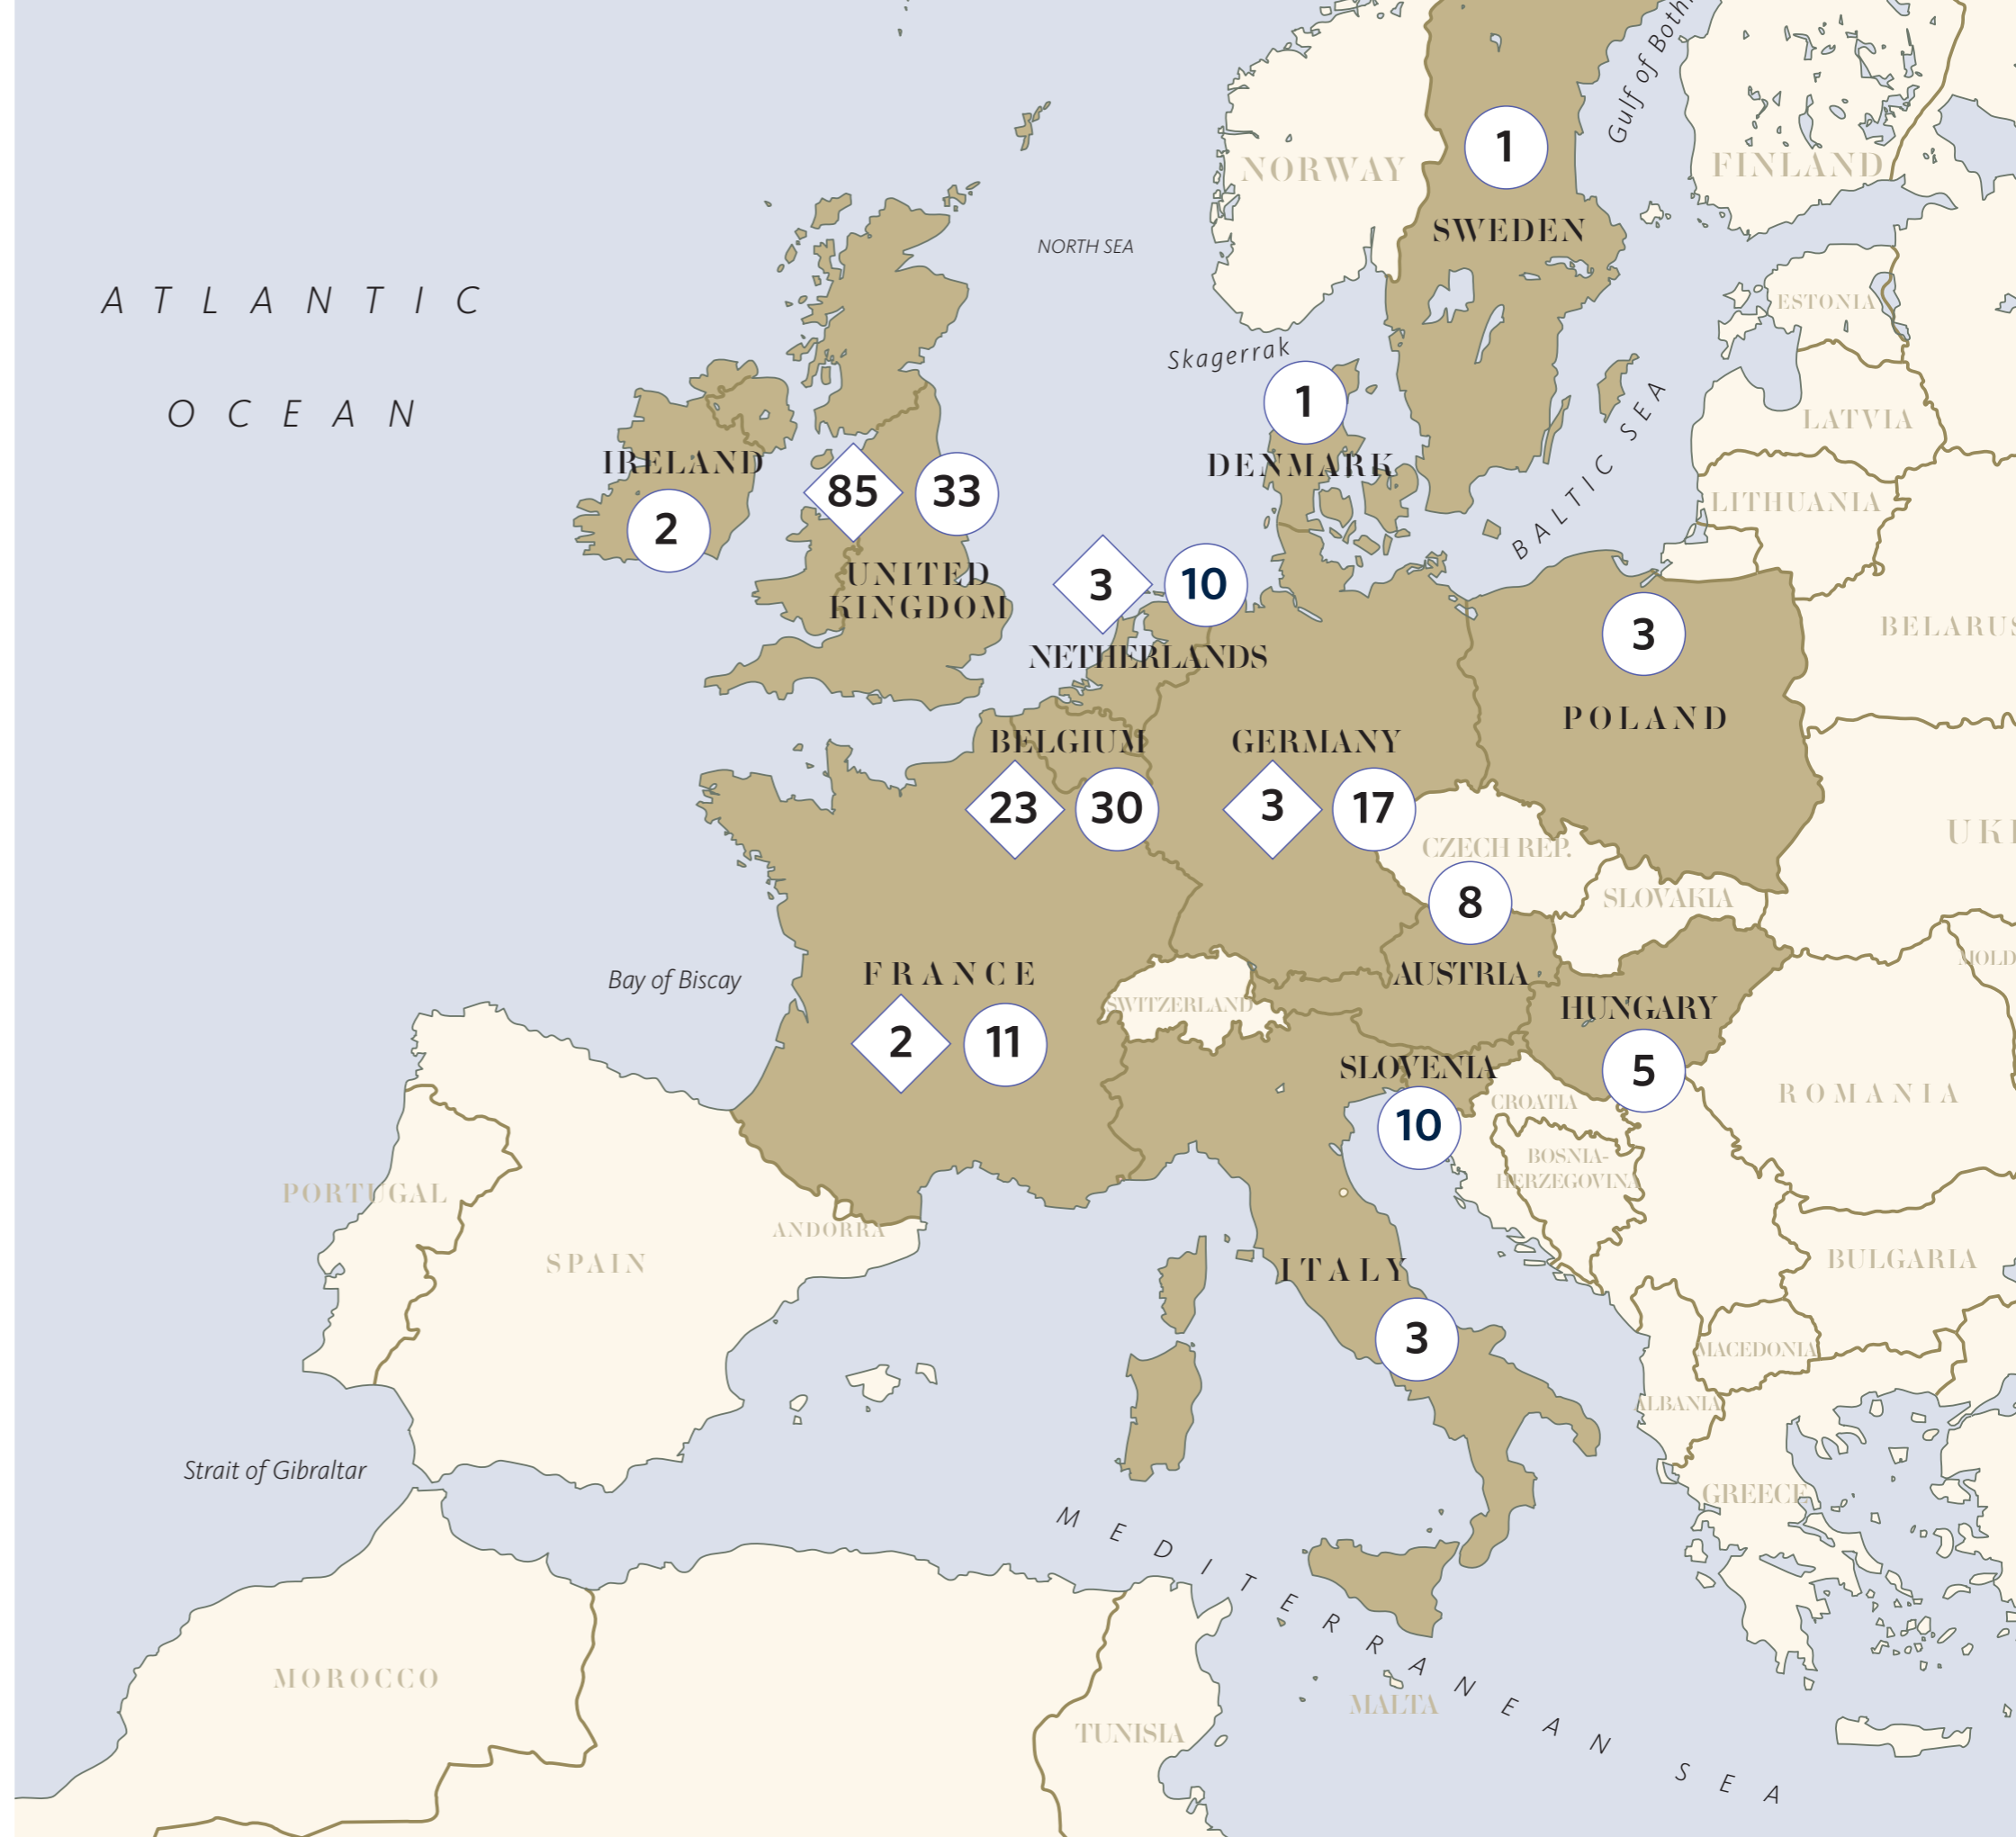 Gulf of Both
1
NORWAY
FINLAND
SWEDEN
NORTH SEA
ATLANTIC
OCEAN
ESTONIA
Skagerrak
1
LATVIA
BALTIC SEA
IRELAND
2
85
33
DENMARK
LITHUANIA
UNITED
KINGDOM
3
10
NETHERLANDS
3
POLAND
BELARUS
BELGIUM
23
30
GERMANY
3
17
UKI
CZECH REP.
8
SLOVAKIA
AUSTRIA
MOLD
Bay of Biscay
FRANCE
2
11
SWITZERLAND
HUNGARY
5
SLOVENIA
10
CROATIA
ROMANIA
BOSNIA-
HERZEGOVINA
PORTUGAL
SPAIN
ANDORRA
ITALY
3
BULGARIA
MACEDONIA
ALBANIA
Strait of Gibraltar
GREECE
MEDITERRANEAN SEA
MOROCCO
TUNISIA
MALTA